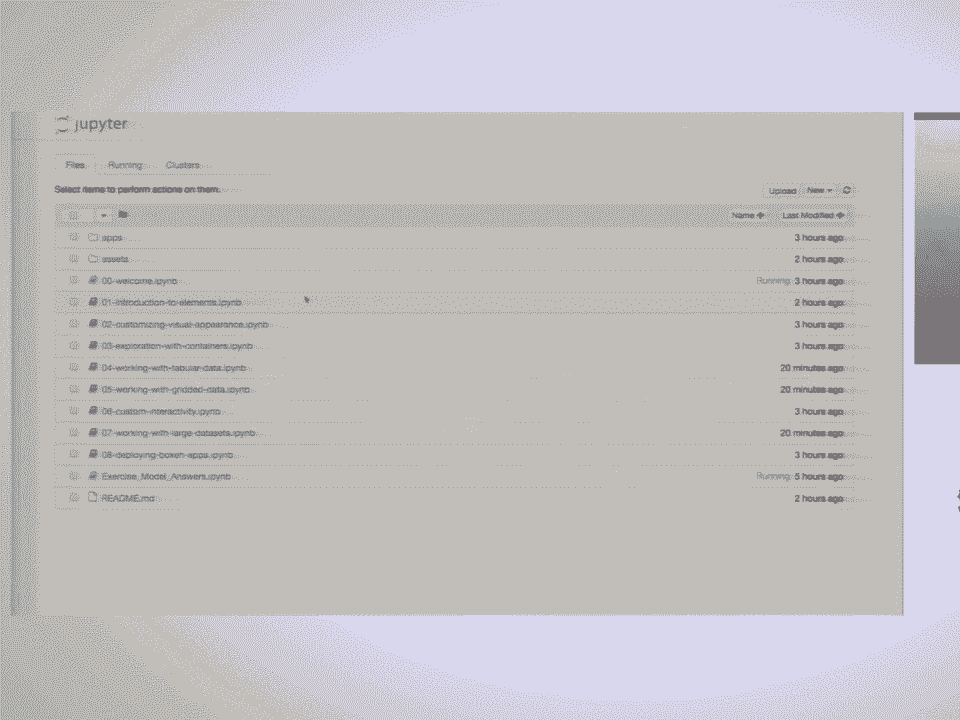 jupyter
Files Running Clusters
Select items to perform actions on them.
Upload New
Name Last Modified
apps 3 hours ago
assets 2 hours ago
00-welcome.ipynb Running 3 hours ago
01-introduction-to-elements.ipynb 2 hours ago
02-customizing-visual-appearance.ipynb 3 hours ago
03-exploration-with-containers.ipynb 3 hours ago
04-working-with-tabular-data.ipynb 20 minutes ago
05-working-with-gridded-data.ipynb 20 minutes ago
06-custom-interactivity.ipynb 3 hours ago
07-working-with-large-datasets.ipynb 20 minutes ago
08-deploying-bokeh-apps.ipynb 3 hours ago
Exercise_Model_Answers.ipynb Running 5 hours ago
README.md 2 hours ago